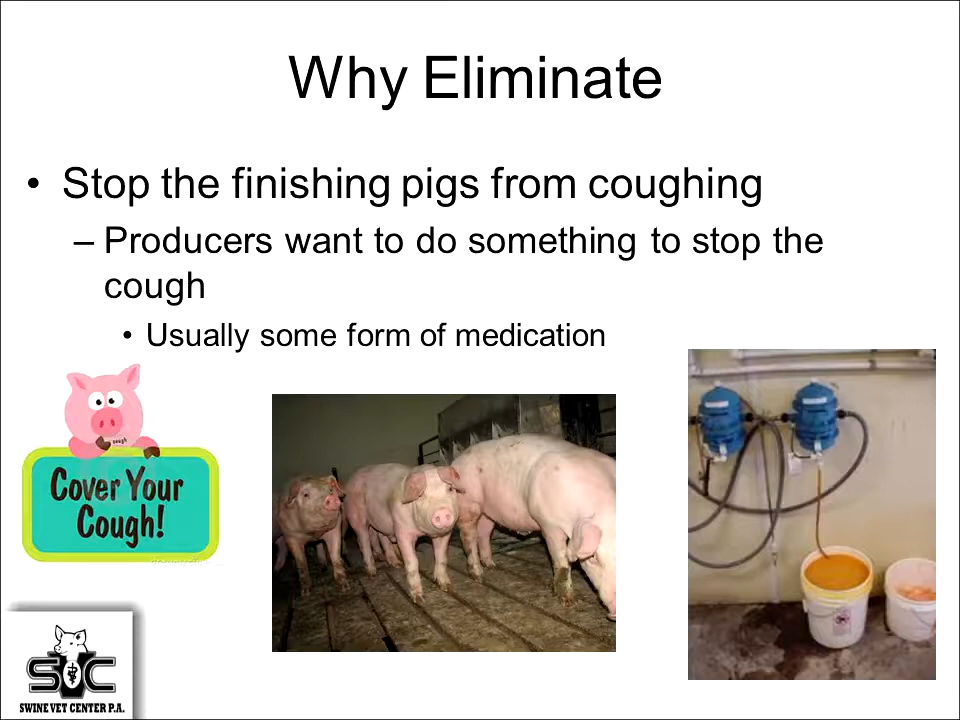 Why Eliminate
• Stop the finishing pigs from coughing
– Producers want to do something to stop the
cough
• Usually some form of medication
cough
Cover Your
Cough!
SVC
SWINE VET CENTER P.A.